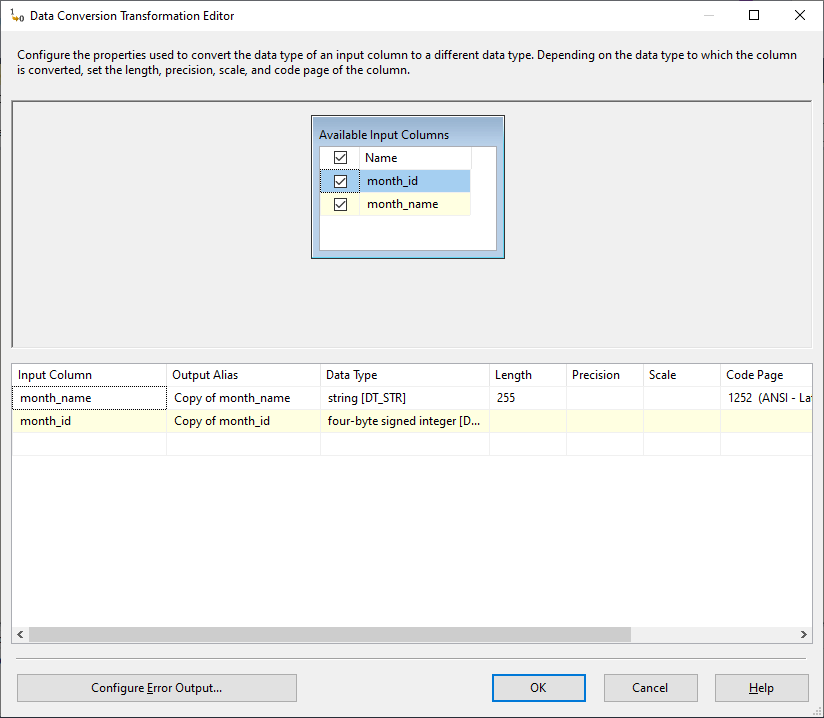 Data Conversion Transformation Editor
Configure the properties used to convert the data type of an input column to a different data type. Depending on the data type to which the column
is converted, set the length, precision, scale, and code page of the column.
Available Input Columns
Name
month_id
month_name
Input Column Output Alias Data Type Length Precision Scale Code Page
month_name Copy of month_name string [DT_STR] 255 1252 (ANSI - La
month_id Copy of month_id four-byte signed integer [D...
Configure Error Output... OK Cancel Help